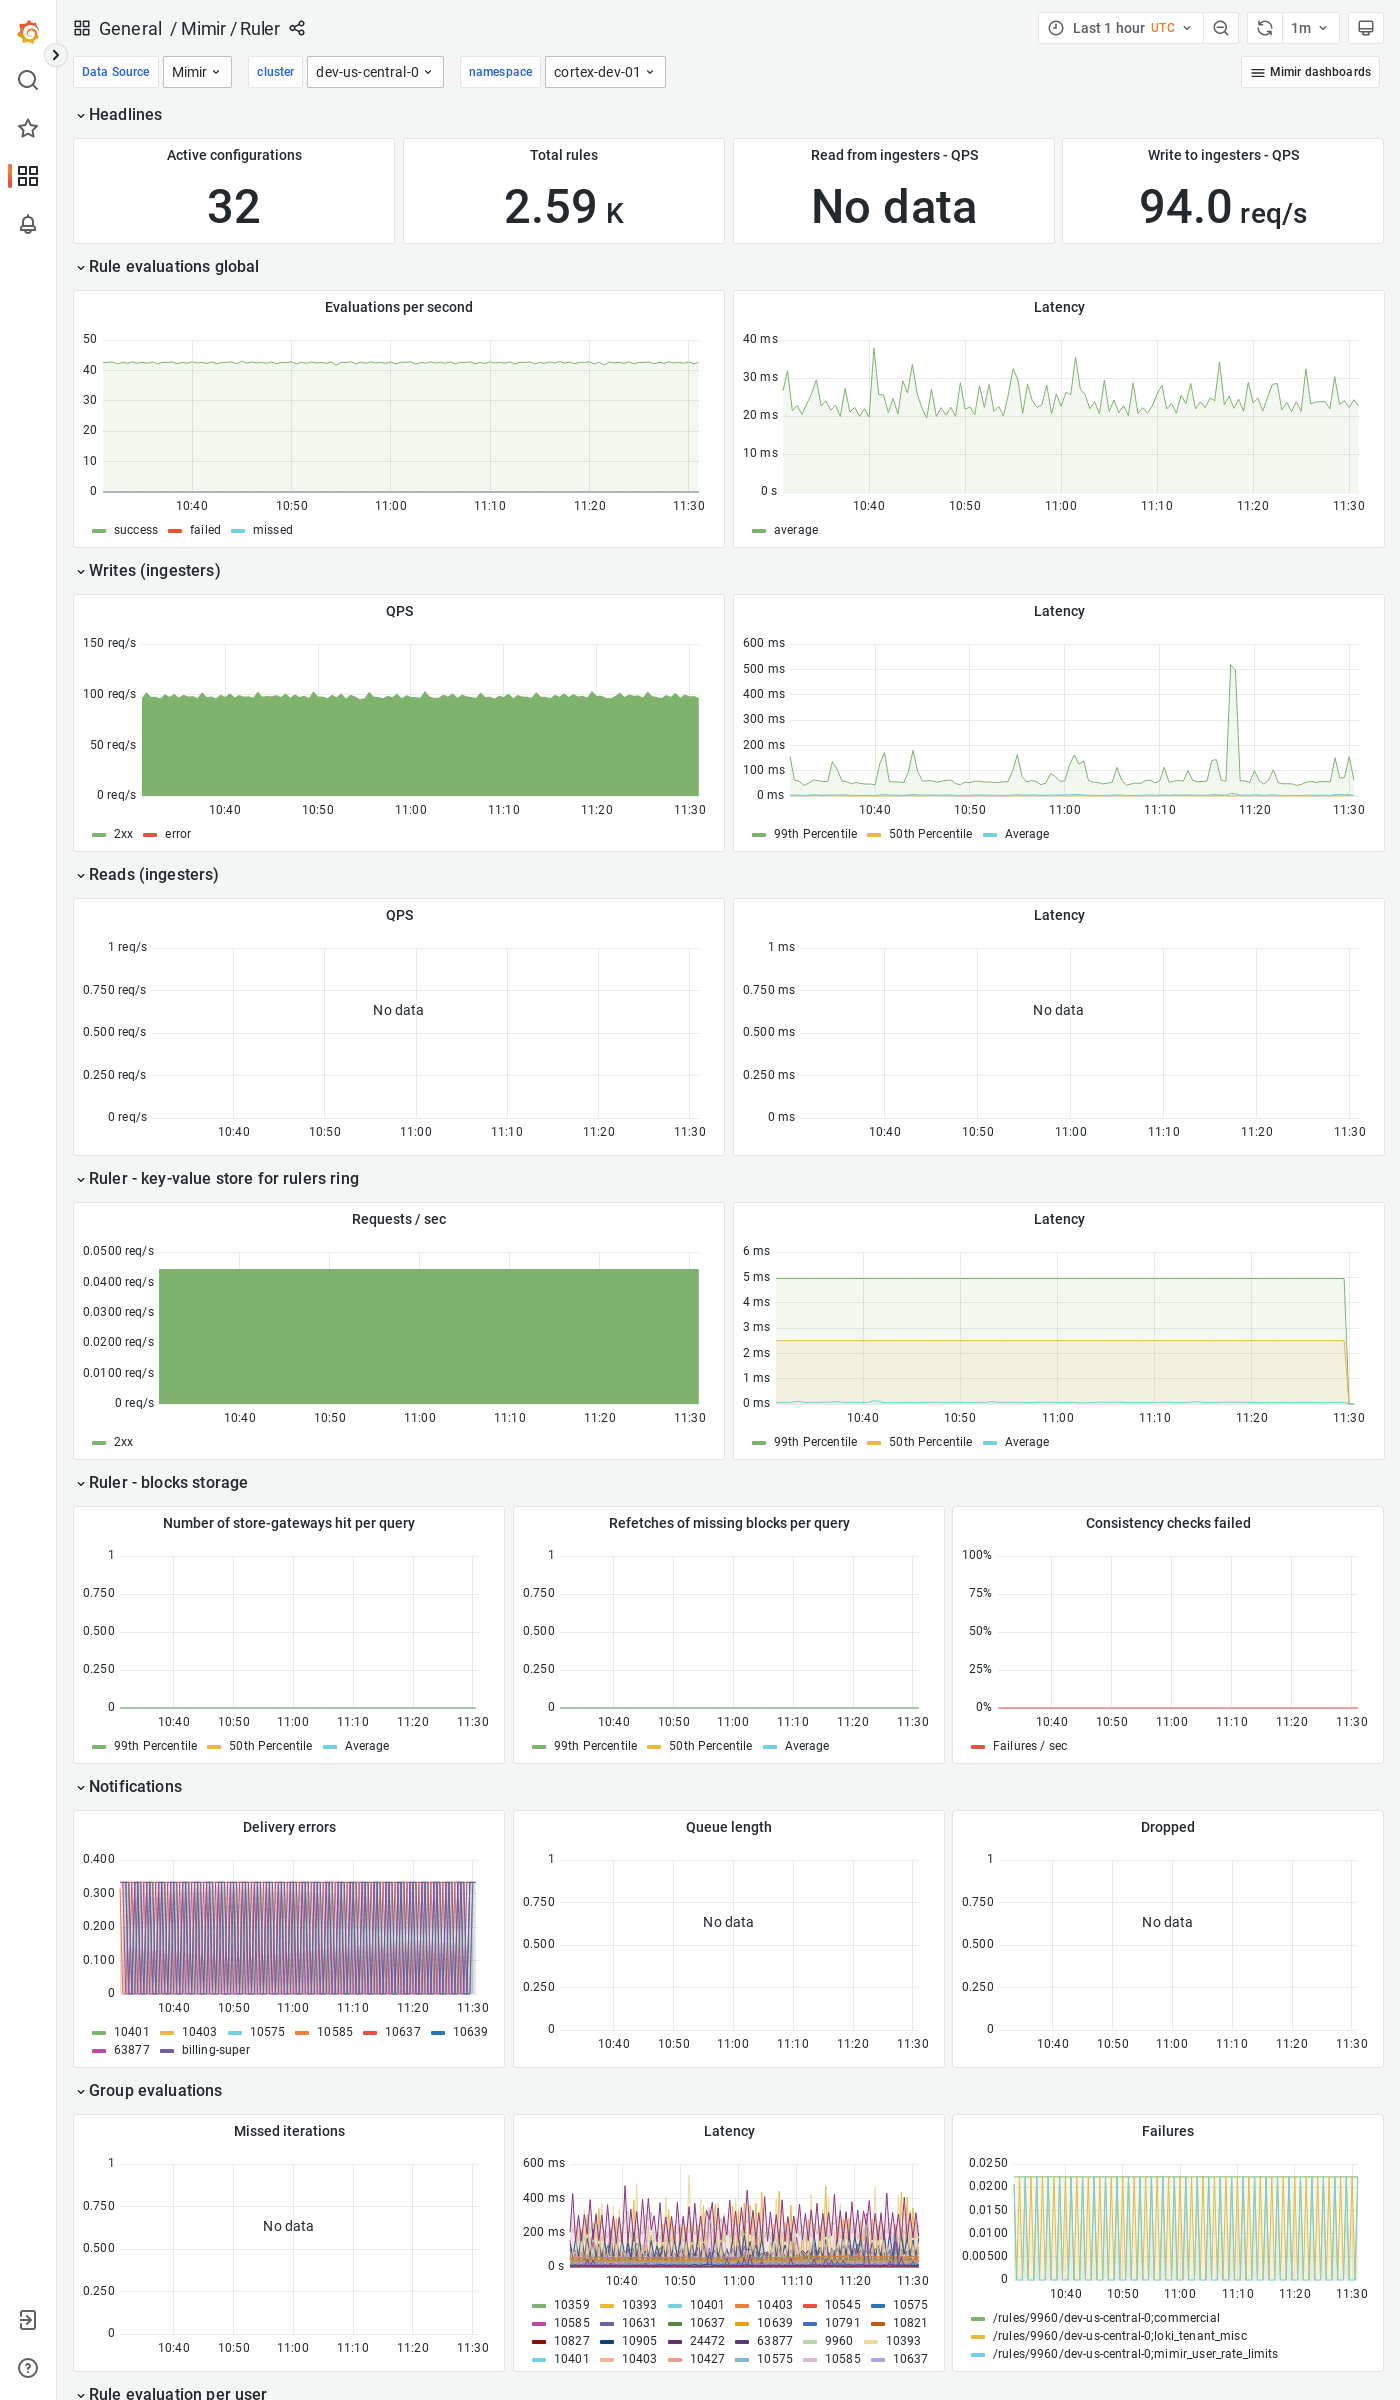 General / Mimir / Ruler
Last 1 hour UTC
1m
Data Source Mimir cluster dev-us-central-0 namespace cortex-dev-01
Mimir dashboards
Headlines
Active configurations
32
Total rules
2.59 K
Read from ingesters - QPS
No data
Write to ingesters - QPS
94.0 req/s
Rule evaluations global
Evaluations per second
50
40
30
20
10
0
10:40 10:50 11:00 11:10 11:20 11:30
success failed missed
Latency
40 ms
30 ms
20 ms
10 ms
0 s
10:40 10:50 11:00 11:10 11:20 11:30
average
Writes (ingesters)
QPS
150 req/s
100 req/s
50 req/s
0 req/s
10:40 10:50 11:00 11:10 11:20 11:30
2xx error
Latency
600 ms
500 ms
400 ms
300 ms
200 ms
100 ms
0 ms
10:40 10:50 11:00 11:10 11:20 11:30
99th Percentile 50th Percentile Average
Reads (ingesters)
QPS
1 req/s
0.750 req/s
0.500 req/s
0.250 req/s
0 req/s
No data
10:40 10:50 11:00 11:10 11:20 11:30
Latency
1 ms
0.750 ms
0.500 ms
0.250 ms
0 ms
No data
10:40 10:50 11:00 11:10 11:20 11:30
Ruler - key-value store for rulers ring
Requests / sec
0.0500 req/s
0.0400 req/s
0.0300 req/s
0.0200 req/s
0.0100 req/s
0 req/s
10:40 10:50 11:00 11:10 11:20 11:30
2xx
Latency
6 ms
5 ms
4 ms
3 ms
2 ms
1 ms
0 ms
10:40 10:50 11:00 11:10 11:20 11:30
99th Percentile 50th Percentile Average
Ruler - blocks storage
Number of store-gateways hit per query
1
0.750
0.500
0.250
0
10:40 10:50 11:00 11:10 11:20 11:30
99th Percentile 50th Percentile Average
Refetches of missing blocks per query
1
0.750
0.500
0.250
0
10:40 10:50 11:00 11:10 11:20 11:30
99th Percentile 50th Percentile Average
Consistency checks failed
100%
75%
50%
25%
0%
10:40 10:50 11:00 11:10 11:20 11:30
Failures / sec
Notifications
Delivery errors
0.400
0.300
0.200
0.100
0
10:40 10:50 11:00 11:10 11:20 11:30
10401 10403 10575 10585 10637 10639
63877 billing-super
Queue length
1
0.750
0.500
0.250
0
No data
10:40 10:50 11:00 11:10 11:20 11:30
Dropped
1
0.750
0.500
0.250
0
No data
10:40 10:50 11:00 11:10 11:20 11:30
Group evaluations
Missed iterations
1
0.750
0.500
0.250
0
No data
10:40 10:50 11:00 11:10 11:20 11:30
Latency
600 ms
400 ms
200 ms
0 s
10:40 10:50 11:00 11:10 11:20 11:30
10359 10393 10401 10403 10545 10575
10585 10631 10637 10639 10791 10821
10827 10905 24472 63877 9960 10393
10401 10403 10427 10575 10585 10637
Failures
0.0250
0.0200
0.0150
0.0100
0.00500
0
10:40 10:50 11:00 11:10 11:20 11:30
/rules/9960/dev-us-central-0;commercial
/rules/9960/dev-us-central-0;loki_tenant_misc
/rules/9960/dev-us-central-0;mimir_user_rate_limits
Rule evaluation per user